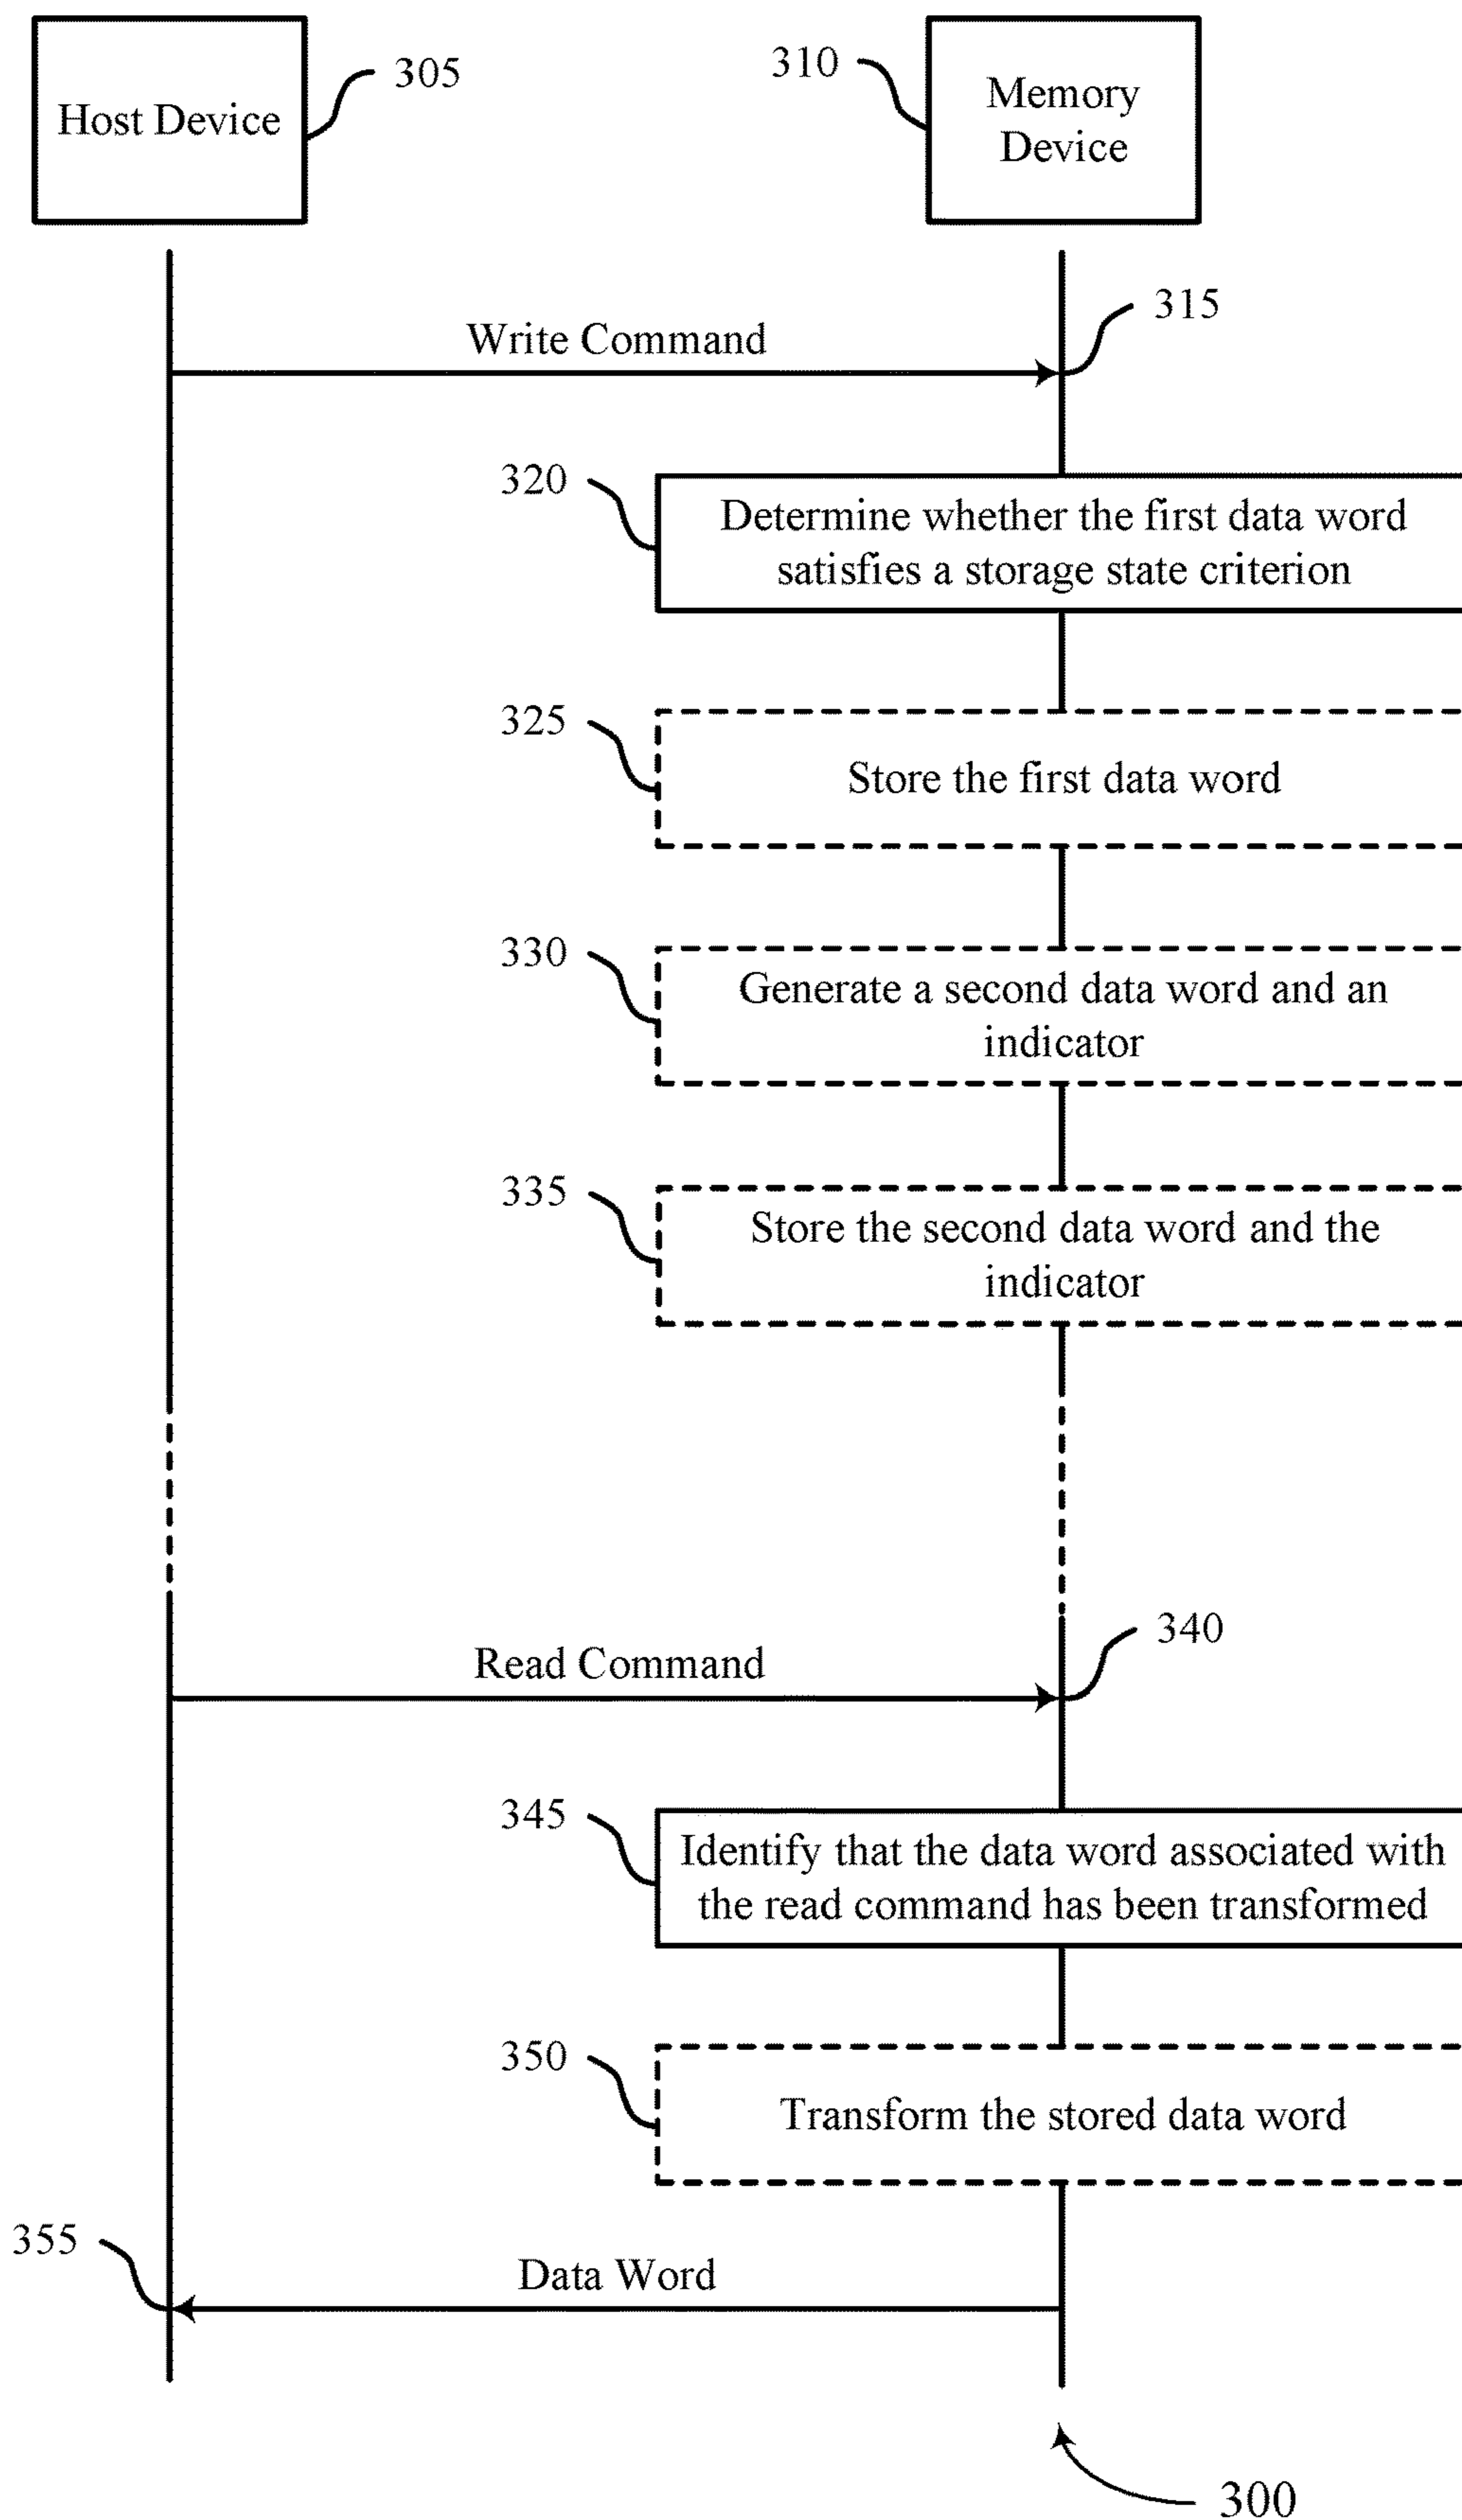 Host Device
305
310
Memory
Device
315
Write Command
320
Determine whether the first data word
satisfies a storage state criterion
325
Store the first data word
330
Generate a second data word and an
indicator
335
Store the second data word and the
indicator
340
Read Command
345
Identify that the data word associated with
the read command has been transformed
350
Transform the stored data word
355
Data Word
300